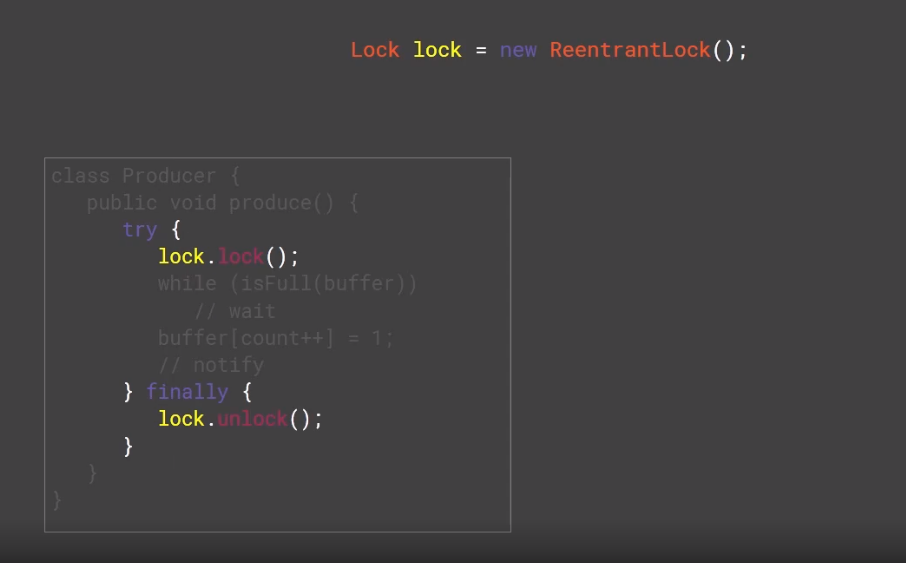 Lock lock = new ReentrantLock();
class Producer {
public void produce() {
try {
lock.lock();
while (isFull(buffer))
// wait
buffer[count++] = 1;
// notify
} finally {
lock.unlock();
}
}
}